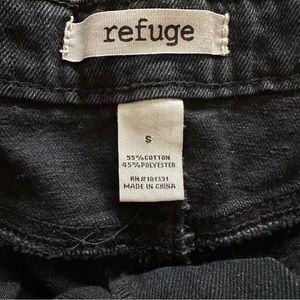 refuge
S
55%COTTON
45%POLYESTER
RN#101131
MADE IN CHINA